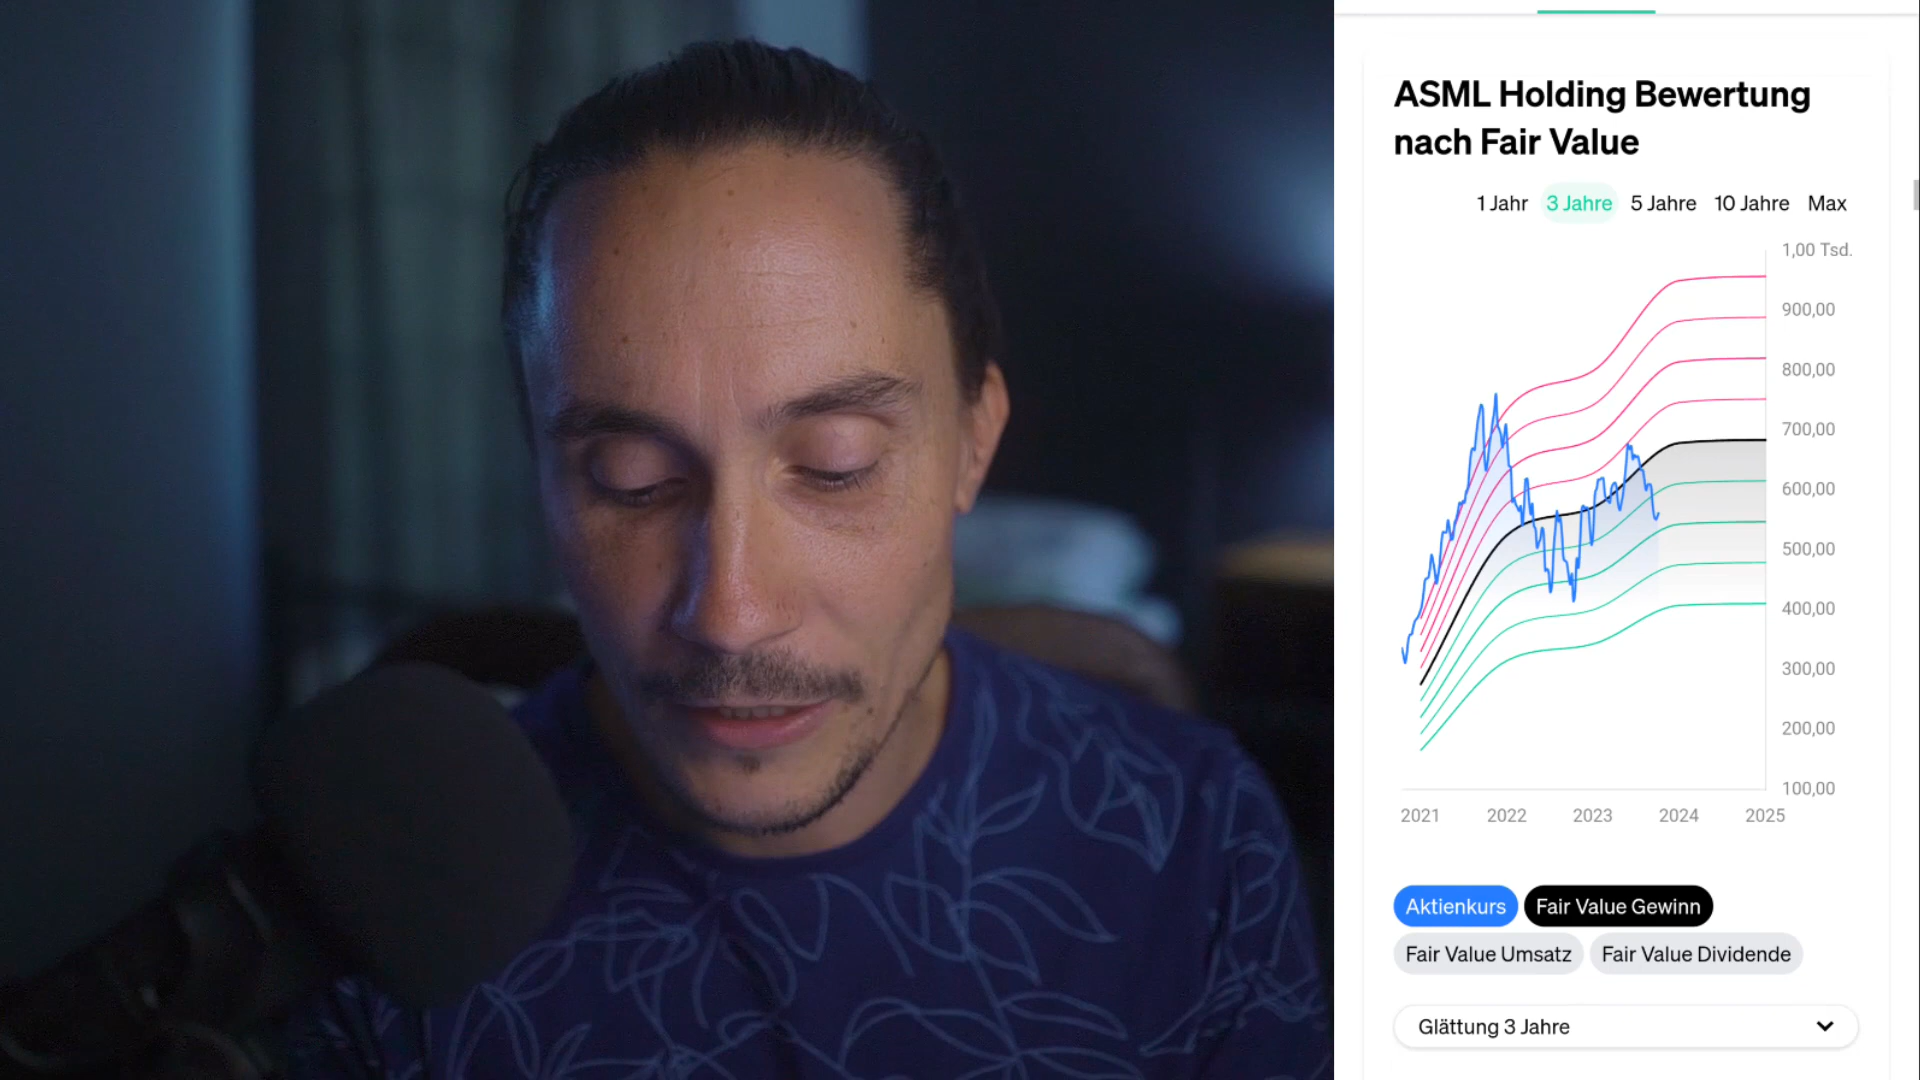 ASML Holding Bewertung
nach Fair Value
1 Jahr 3 Jahre 5 Jahre 10 Jahre Max
1,00 Tsd.
900,00
800,00
700,00
600,00
500,00
400,00
300,00
200,00
100,00
2021 2022 2023 2024 2025
Aktienkurs Fair Value Gewinn
Fair Value Umsatz Fair Value Dividende
Glättung 3 Jahre